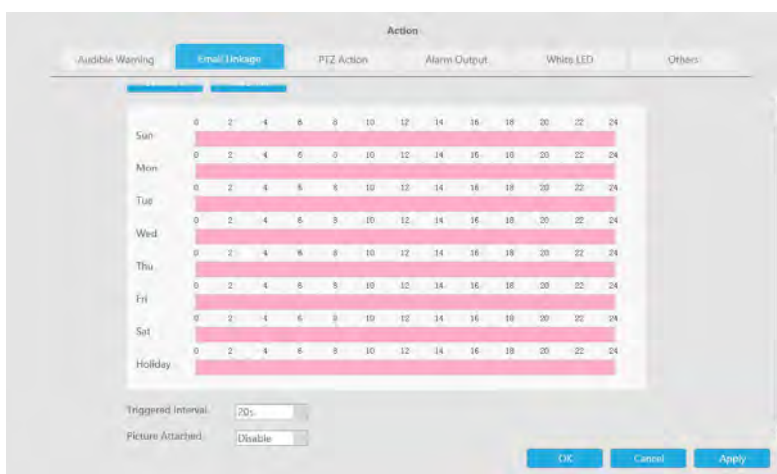 Action
Audible Warning Email Linkage PTZ Action Alarm Output White LED Others
0 2 4 6 8 10 12 14 16 18 20 22 24
Sun
0 2 4 6 8 10 12 14 16 18 20 22 24
Mon
0 2 4 6 8 10 12 14 16 18 20 22 24
Tue
0 2 4 6 8 10 12 14 16 18 20 22 24
Wed
0 2 4 6 8 10 12 14 16 18 20 22 24
Thu
0 2 4 6 8 10 12 14 16 18 20 22 24
Fri
0 2 4 6 8 10 12 14 16 18 20 22 24
Sat
0 2 4 6 8 10 12 14 16 18 20 22 24
Holiday
Triggered Interval 20s
Picture Attached Disable
OK Cancel Apply